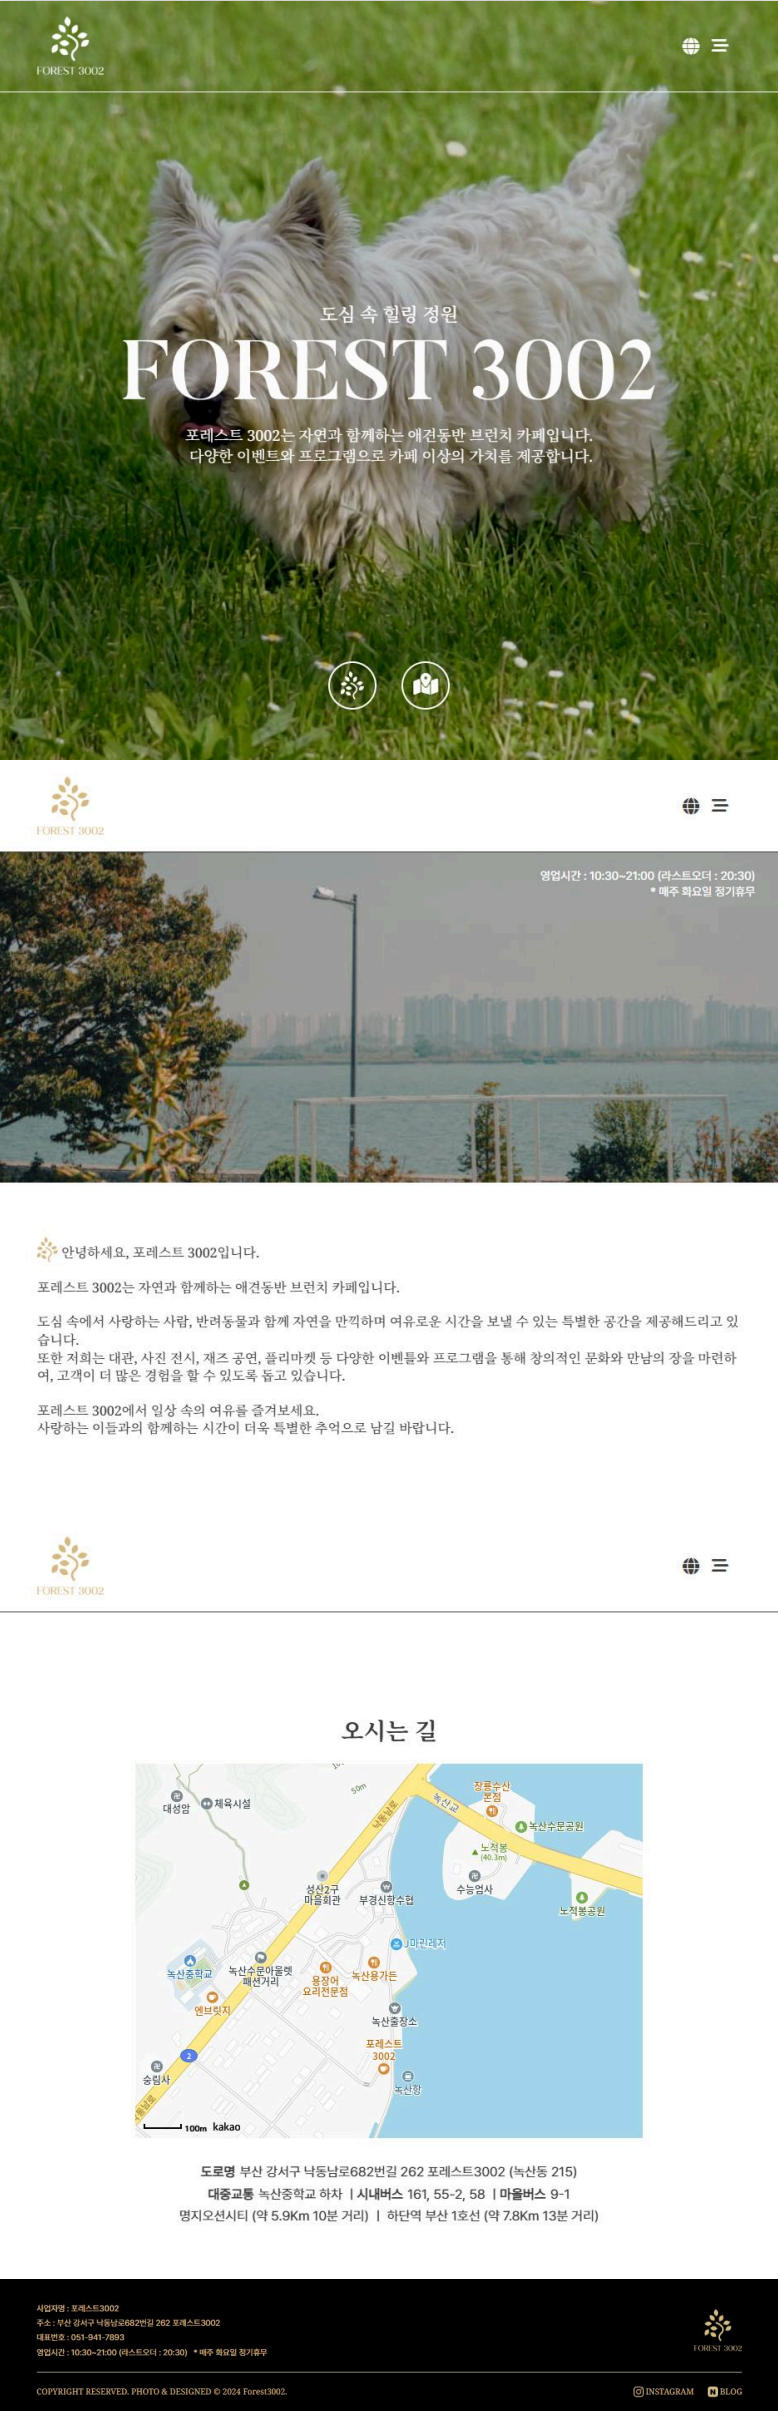 FOREST 3002
도심 속 힐링 정원
FOREST 3002
포레스트 3002는 자연과 함께하는 애견동반 브런치 카페입니다.
다양한 이벤트와 프로그램으로 카페 이상의 가치를 제공합니다.
FOREST 3002
영업시간 : 10:30~21:00 (라스트오더 : 20:30)
* 매주 화요일 정기휴무
안녕하세요, 포레스트 3002입니다.
포레스트 3002는 자연과 함께하는 애견동반 브런치 카페입니다.
도심 속에서 사랑하는 사람, 반려동물과 함께 자연을 만끽하며 여유로운 시간을 보낼 수 있는 특별한 공간을 제공해드리고 있
습니다.
또한 저희는 대관, 사진 전시, 재즈 공연, 플리마켓 등 다양한 이벤틀와 프로그램을 통해 창의적인 문화와 만남의 장을 마련하
여, 고객이 더 많은 경험을 할 수 있도록 돕고 있습니다.
포레스트 3002에서 일상 속의 여유를 즐겨보세요.
사랑하는 이들과의 함께하는 시간이 더욱 특별한 추억으로 남길 바랍니다.
FOREST 3002
오시는 길
50m
장릉수산
본점
대성암
체육시설
녹산교
낙동남로
녹산수문공원
노적봉
(40.3m)
수능엄사
성산2구
마을회관
부경신항수협
노적봉공원
J마린레저
녹산중학교
녹산수문아울렛
패션거리
용장어
요리전문점
녹산용가든
엔브릿지
녹산출장소
포레스트
3002
2
숭림사
녹산항
낙동남로
100m kakao
도로명 부산 강서구 낙동남로682번길 262 포레스트3002 (녹산동 215)
대중교통 녹산중학교 하차 | 시내버스 161, 55-2, 58 | 마을버스 9-1
명지오션시티 (약 5.9Km 10분 거리) | 하단역 부산 1호선 (약 7.8Km 13분 거리)
사업자명 : 포레스트3002
주소 : 부산 강서구 낙동남로682번길 262 포레스트3002
대표번호 : 051-941-7893
영업시간 : 10:30~21:00 (라스트오더 : 20:30) * 매주 화요일 정기휴무
FOREST 3002
COPYRIGHT RESERVED. PHOTO & DESIGNED © 2024 Forest3002.
INSTAGRAM
N BLOG